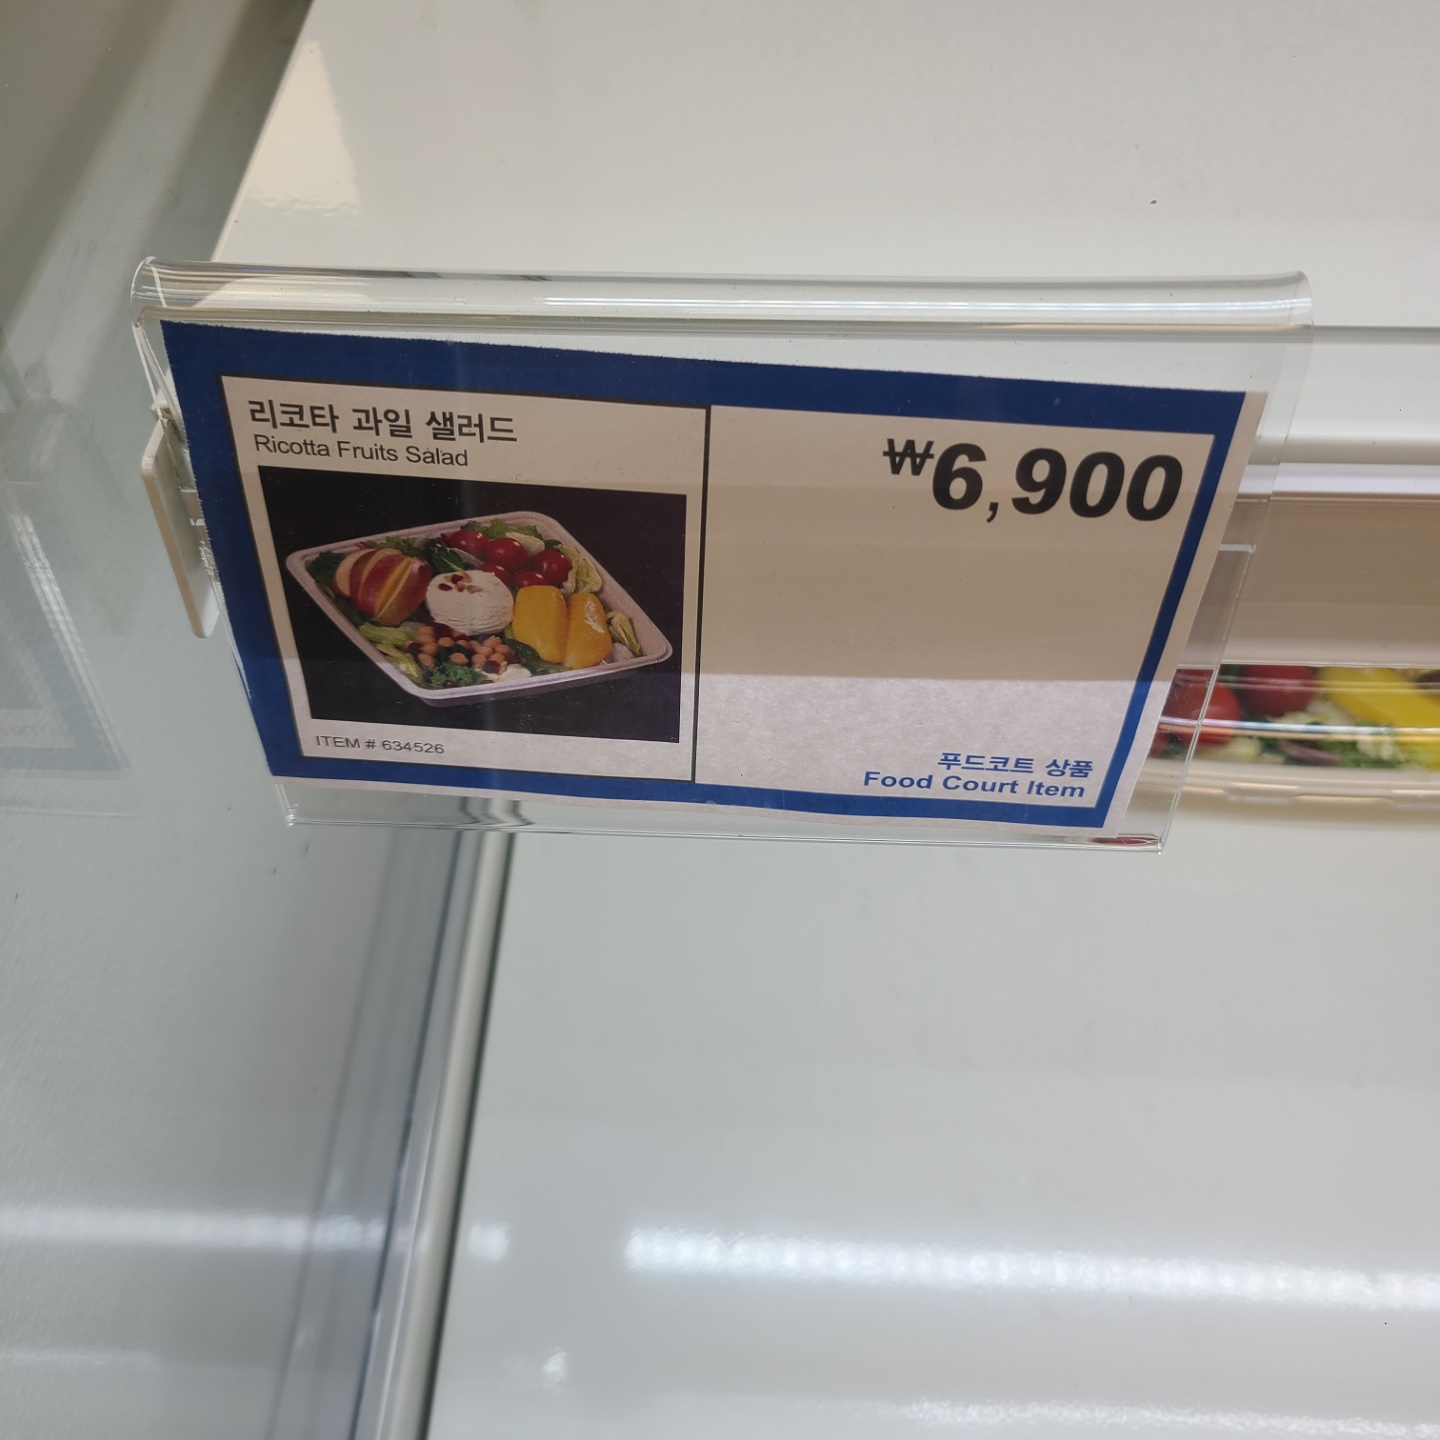 리코타 과일 샐러드
Ricotta Fruits Salad
ITEM # 634526
₩6,900
푸드코트 상품
Food Court Item